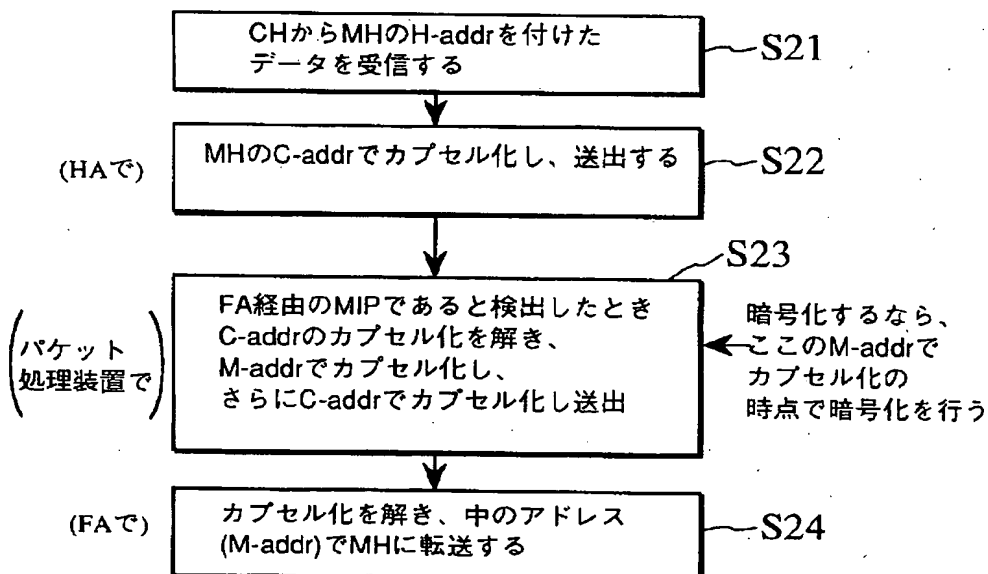 CHからMHのH-addrを付けた
データを受信する
S21
(HAで)
MHのC-addrでカプセル化し、送出する
S22
S23
(パケット
処理装置で)
FA経由のMIPであると検出したとき
C-addrのカプセル化を解き、
M-addrでカプセル化し、
さらにC-addrでカプセル化し送出
暗号化するなら、
ここのM-addrで
カプセル化の
時点で暗号化を行う
(FAで)
カプセル化を解き、中のアドレス
(M-addr)でMHに転送する
S24